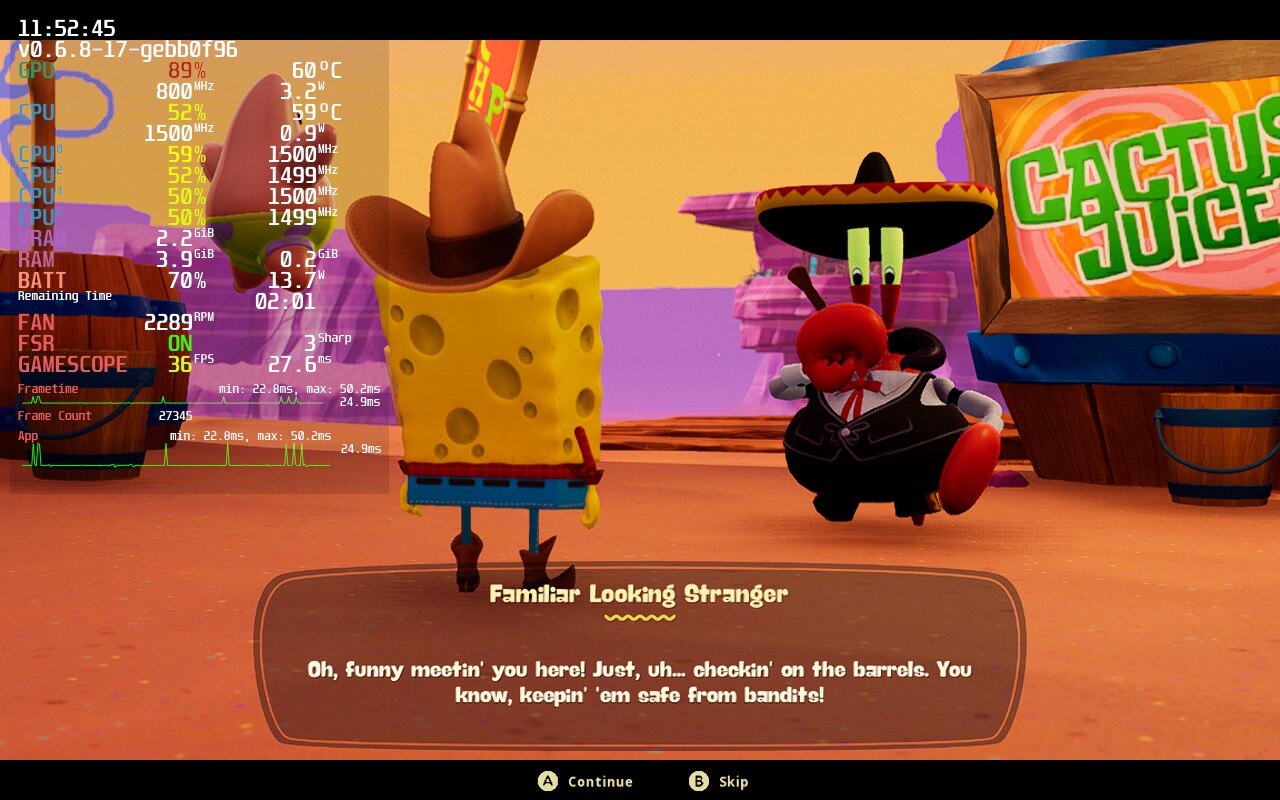 11:52:45
v0.6.8-17-gebb0f96
GPU 89% 60°C
800MHz 3.2W
CPU 52% 59°C
1500MHz 0.9W
CPU0 59% 1500MHz
CPU2 52% 1499MHz
CPU4 50% 1500MHz
CPU6 50% 1499MHz
VRAM 2.2GiB
RAM 3.9GiB 0.2GiB
BATT 70% 13.7W
Remaining Time 02:01
FAN 2289RPM
FSR ON 3Sharp
GAMESCOPE 36FPS 27.6ms
Frametime min: 22.8ms, max: 50.2ms
24.9ms
Frame Count 27345
App min: 22.8ms, max: 50.2ms
24.9ms
CACTUS
JUICE
Familiar Looking Stranger
Oh, funny meetin' you here! Just, uh... checkin' on the barrels. You
know, keepin' 'em safe from bandits!
A Continue B Skip